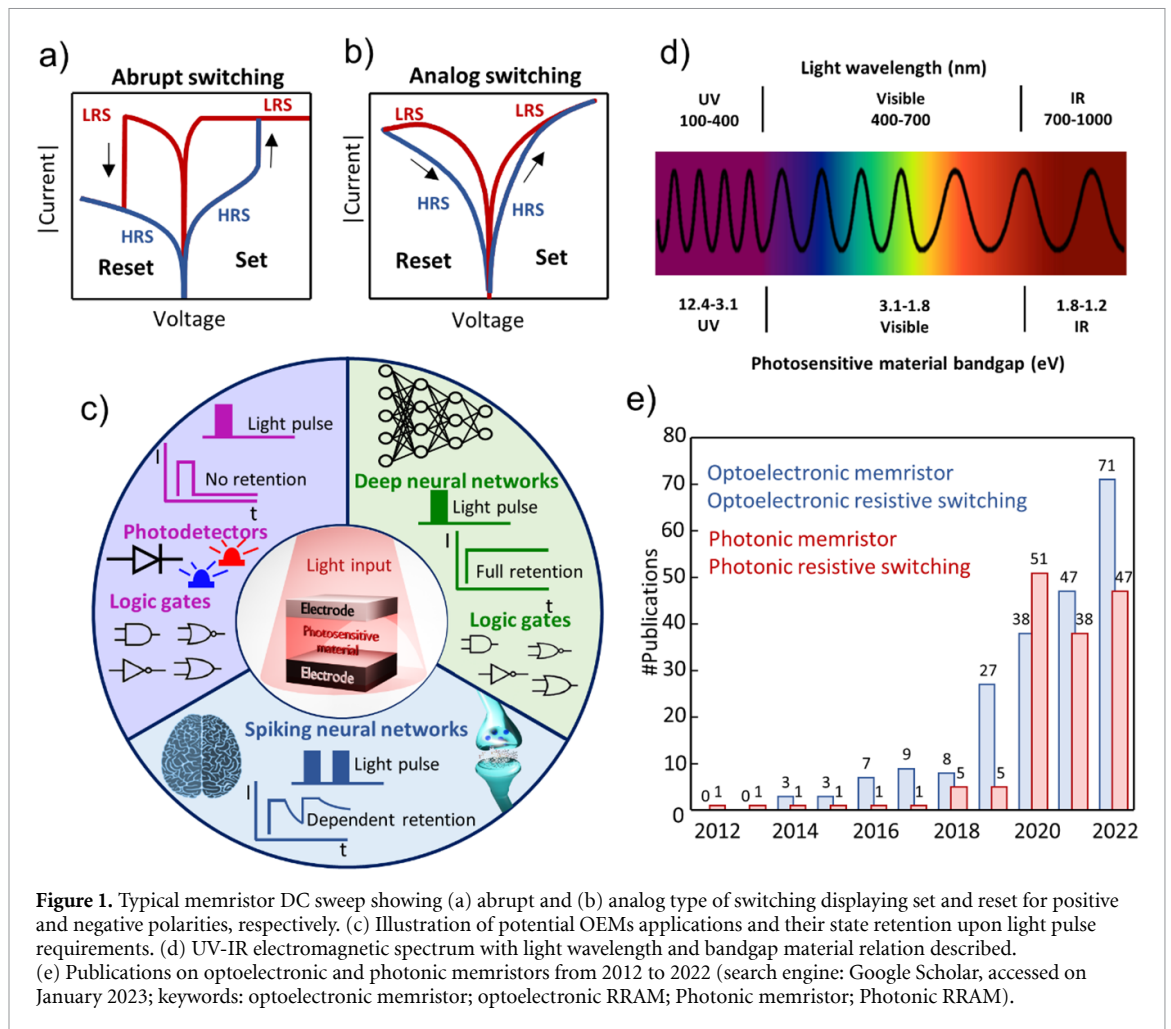 a)
Abrupt switching
LRS
LRS
HRS
HRS
Reset
Set
|Current|
Voltage
b)
Analog switching
LRS
LRS
HRS
HRS
Reset
Set
|Current|
Voltage
d)
Light wavelength (nm)
UV
100-400
Visible
400-700
IR
700-1000
12.4-3.1
UV
3.1-1.8
Visible
1.8-1.2
IR
Photosensitive material bandgap (eV)
c)
Light pulse
I
No retention
t
Photodetectors
Logic gates
Deep neural networks
Light pulse
I
Full retention
t
Logic gates
Light input
Electrode
Photosensitive
material
Electrode
Spiking neural networks
Light pulse
I
Dependent retention
t
e)
#Publications
80
70
60
50
40
30
20
10
0
Optoelectronic memristor
Optoelectronic resistive switching
Photonic memristor
Photonic resistive switching
0 1
0 1
3 1
3 1
7 1
9 1
8 5
27 5
38 51
47 38
71 47
2012 2014 2016 2018 2020 2022
Figure 1. Typical memristor DC sweep showing (a) abrupt and (b) analog type of switching displaying set and reset for positive
and negative polarities, respectively. (c) Illustration of potential OEMs applications and their state retention upon light pulse
requirements. (d) UV-IR electromagnetic spectrum with light wavelength and bandgap material relation described.
(e) Publications on optoelectronic and photonic memristors from 2012 to 2022 (search engine: Google Scholar, accessed on
January 2023; keywords: optoelectronic memristor; optoelectronic RRAM; Photonic memristor; Photonic RRAM).